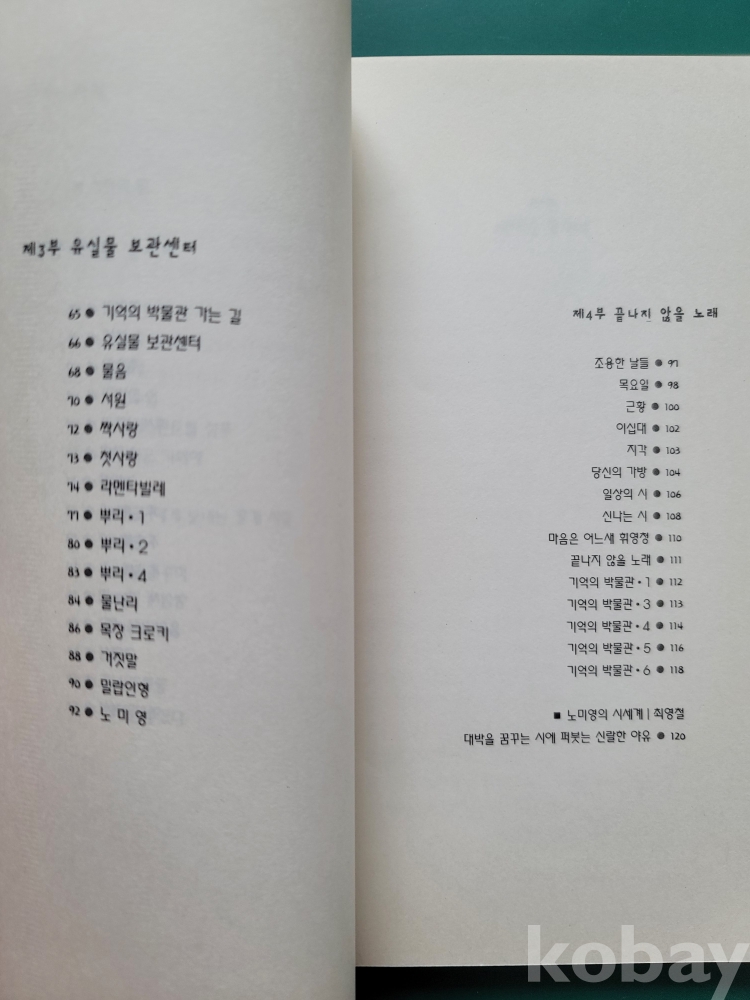 제3부 유실물 보관센터
65 ● 기억의 박물관 가는 길
66 ● 유실물 보관센터
68 ● 물음
70 ● 서원
72 ● 짝사랑
73 ● 첫사랑
74 ● 라멘타빌레
77 ● 뿌리 • 1
80 ● 뿌리 • 2
83 ● 뿌리 • 4
84 ● 물난리
86 ● 목장 크로키
88 ● 거짓말
90 ● 밀랍인형
92 ● 노미영
제4부 끝나지 않을 노래
조용한 날들 ● 97
목요일 ● 98
근황 ● 100
이십대 ● 102
지각 ● 103
당신의 가방 ● 104
일상의 시 ● 106
신나는 시 ● 108
마음은 어느새 휘영청 ● 110
끝나지 않을 노래 ● 111
기억의 박물관 • 1 ● 112
기억의 박물관 • 3 ● 113
기억의 박물관 • 4 ● 114
기억의 박물관 • 5 ● 116
기억의 박물관 • 6 ● 118
■ 노미영의 시세계 | 최영철
대박을 꿈꾸는 시에 퍼붓는 신랄한 야유 ● 120
kobay